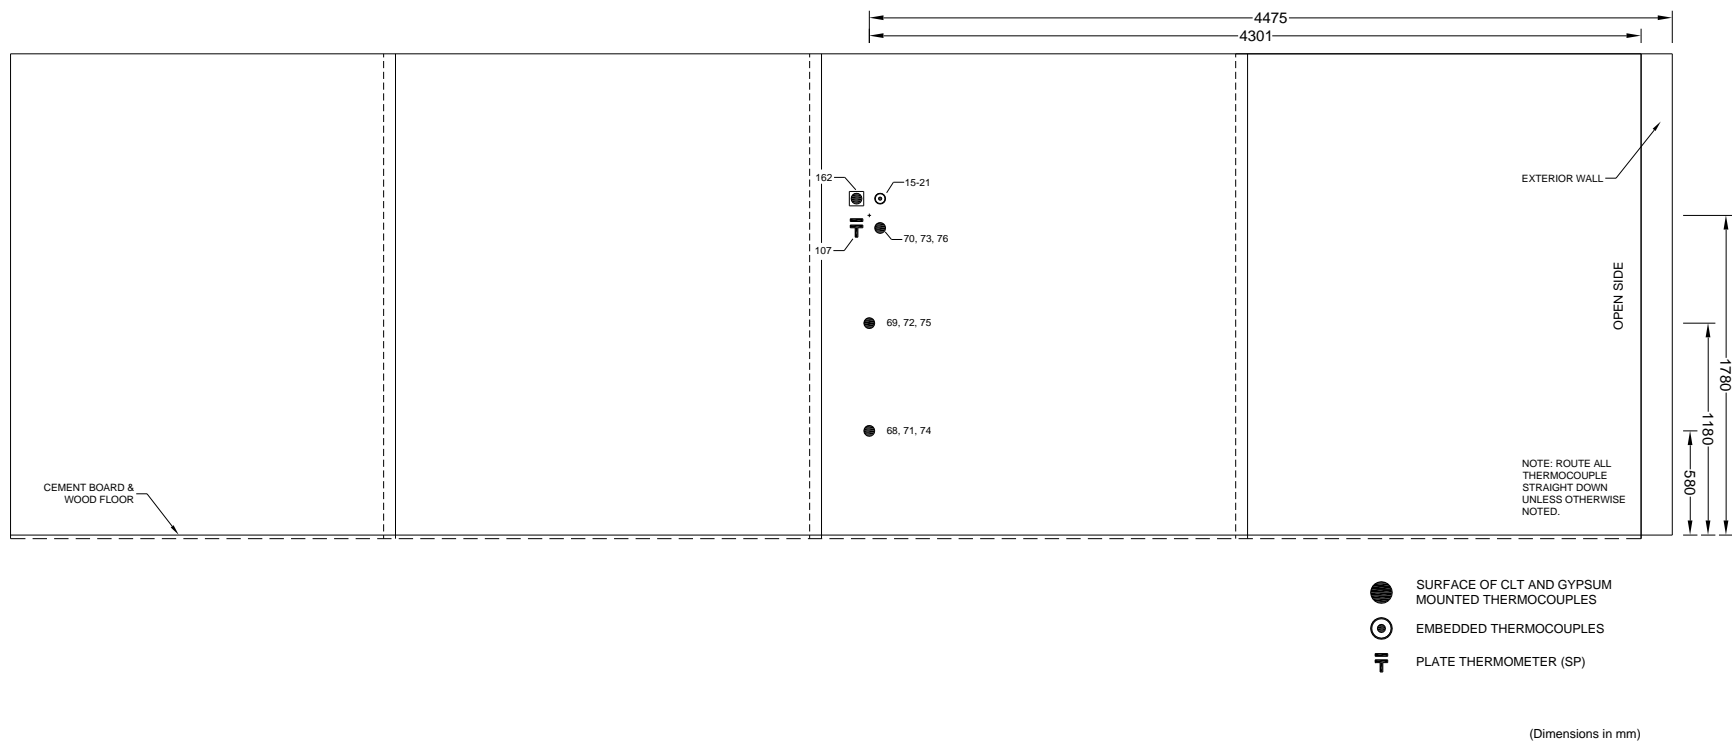 4475
4301
162
15-21
EXTERIOR WALL
70, 73, 76
107
OPEN SIDE
69, 72, 75
1780
1180
580
68, 71, 74
NOTE: ROUTE ALL
THERMOCOUPLE
STRAIGHT DOWN
UNLESS OTHERWISE
NOTED.
CEMENT BOARD &
WOOD FLOOR
SURFACE OF CLT AND GYPSUM
MOUNTED THERMOCOUPLES
EMBEDDED THERMOCOUPLES
PLATE THERMOMETER (SP)
(Dimensions in mm)